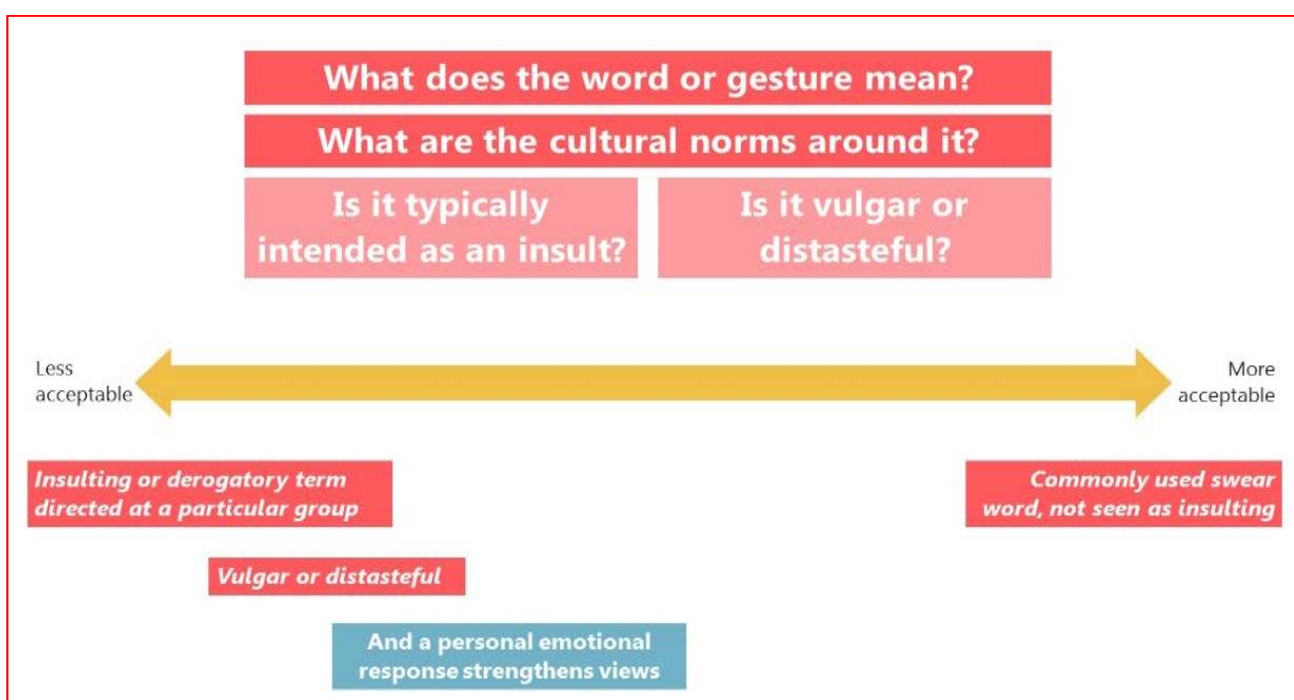 What does the word or gesture mean?
What are the cultural norms around it?
Is it typically
intended as an insult?
Is it vulgar or
distasteful?
Less
acceptable
More
acceptable
Insulting or derogatory term
directed at a particular group
Commonly used swear
word, not seen as insulting
Vulgar or distasteful
And a personal emotional
response strengthens views